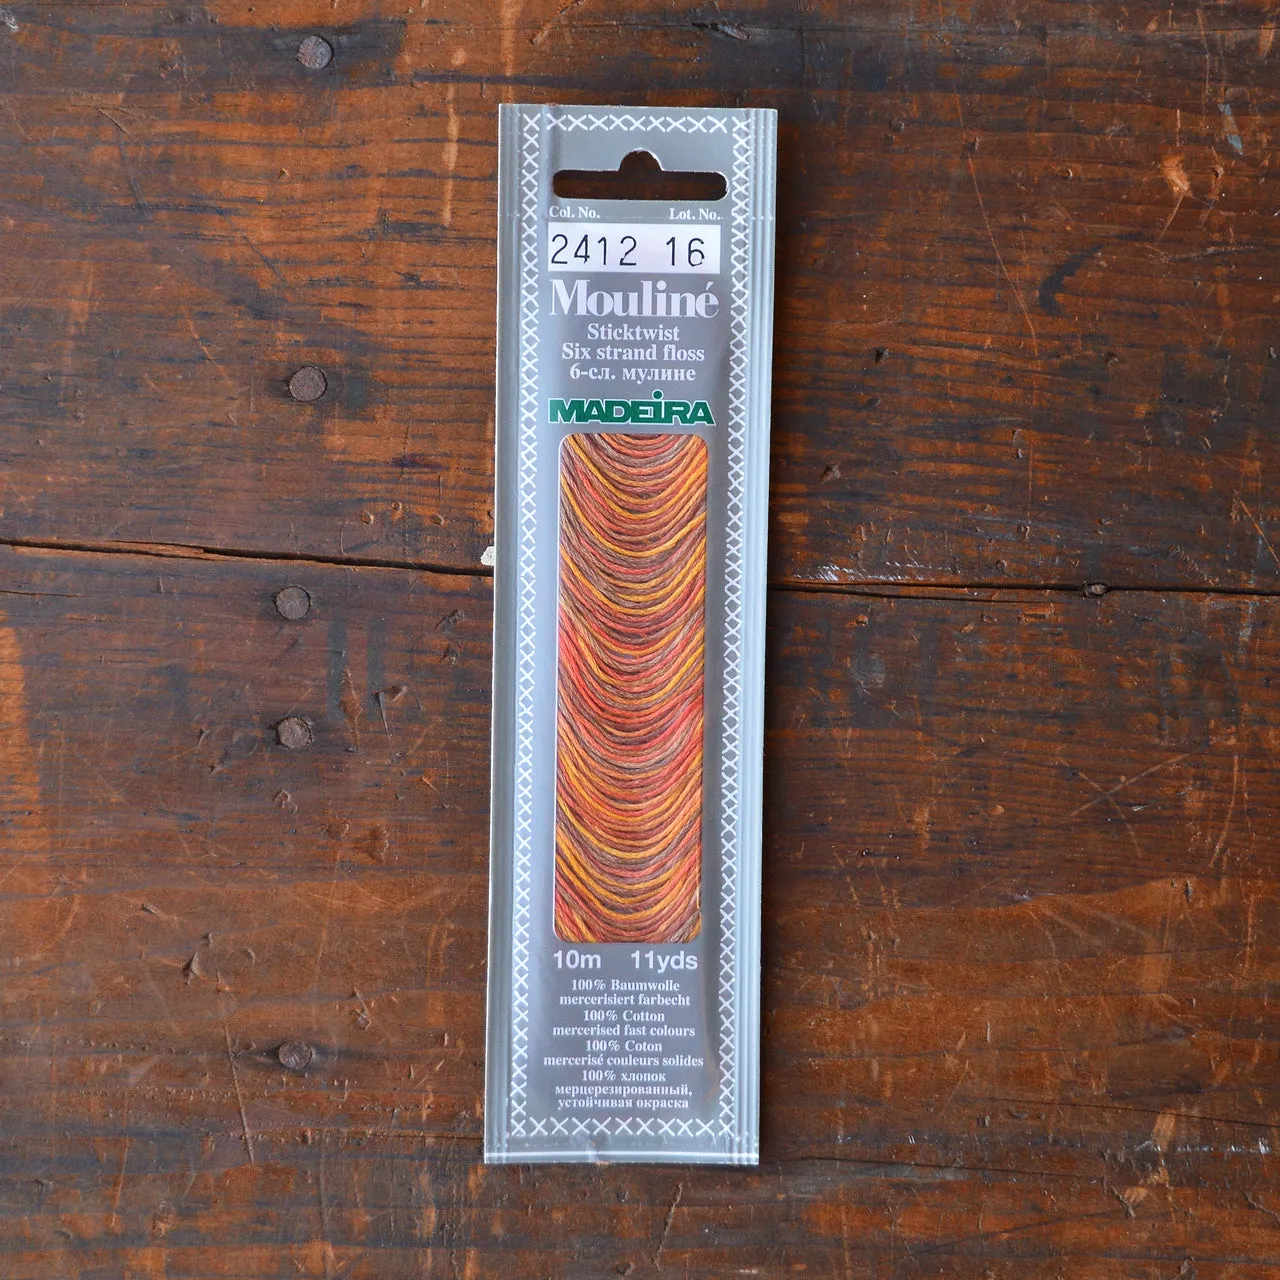 Col. No. Lot. No.
2412 16
Mouliné
Sticktwist
Six strand floss
6-сл. мулине
MADEiRA
10m 11yds
100% Baumwolle
mercerisiert farbecht
100% Cotton
mercerised fast colours
100% Coton
mercerisé couleurs solides
100% хлопок
мерцерезированный,
устойчивая окраска